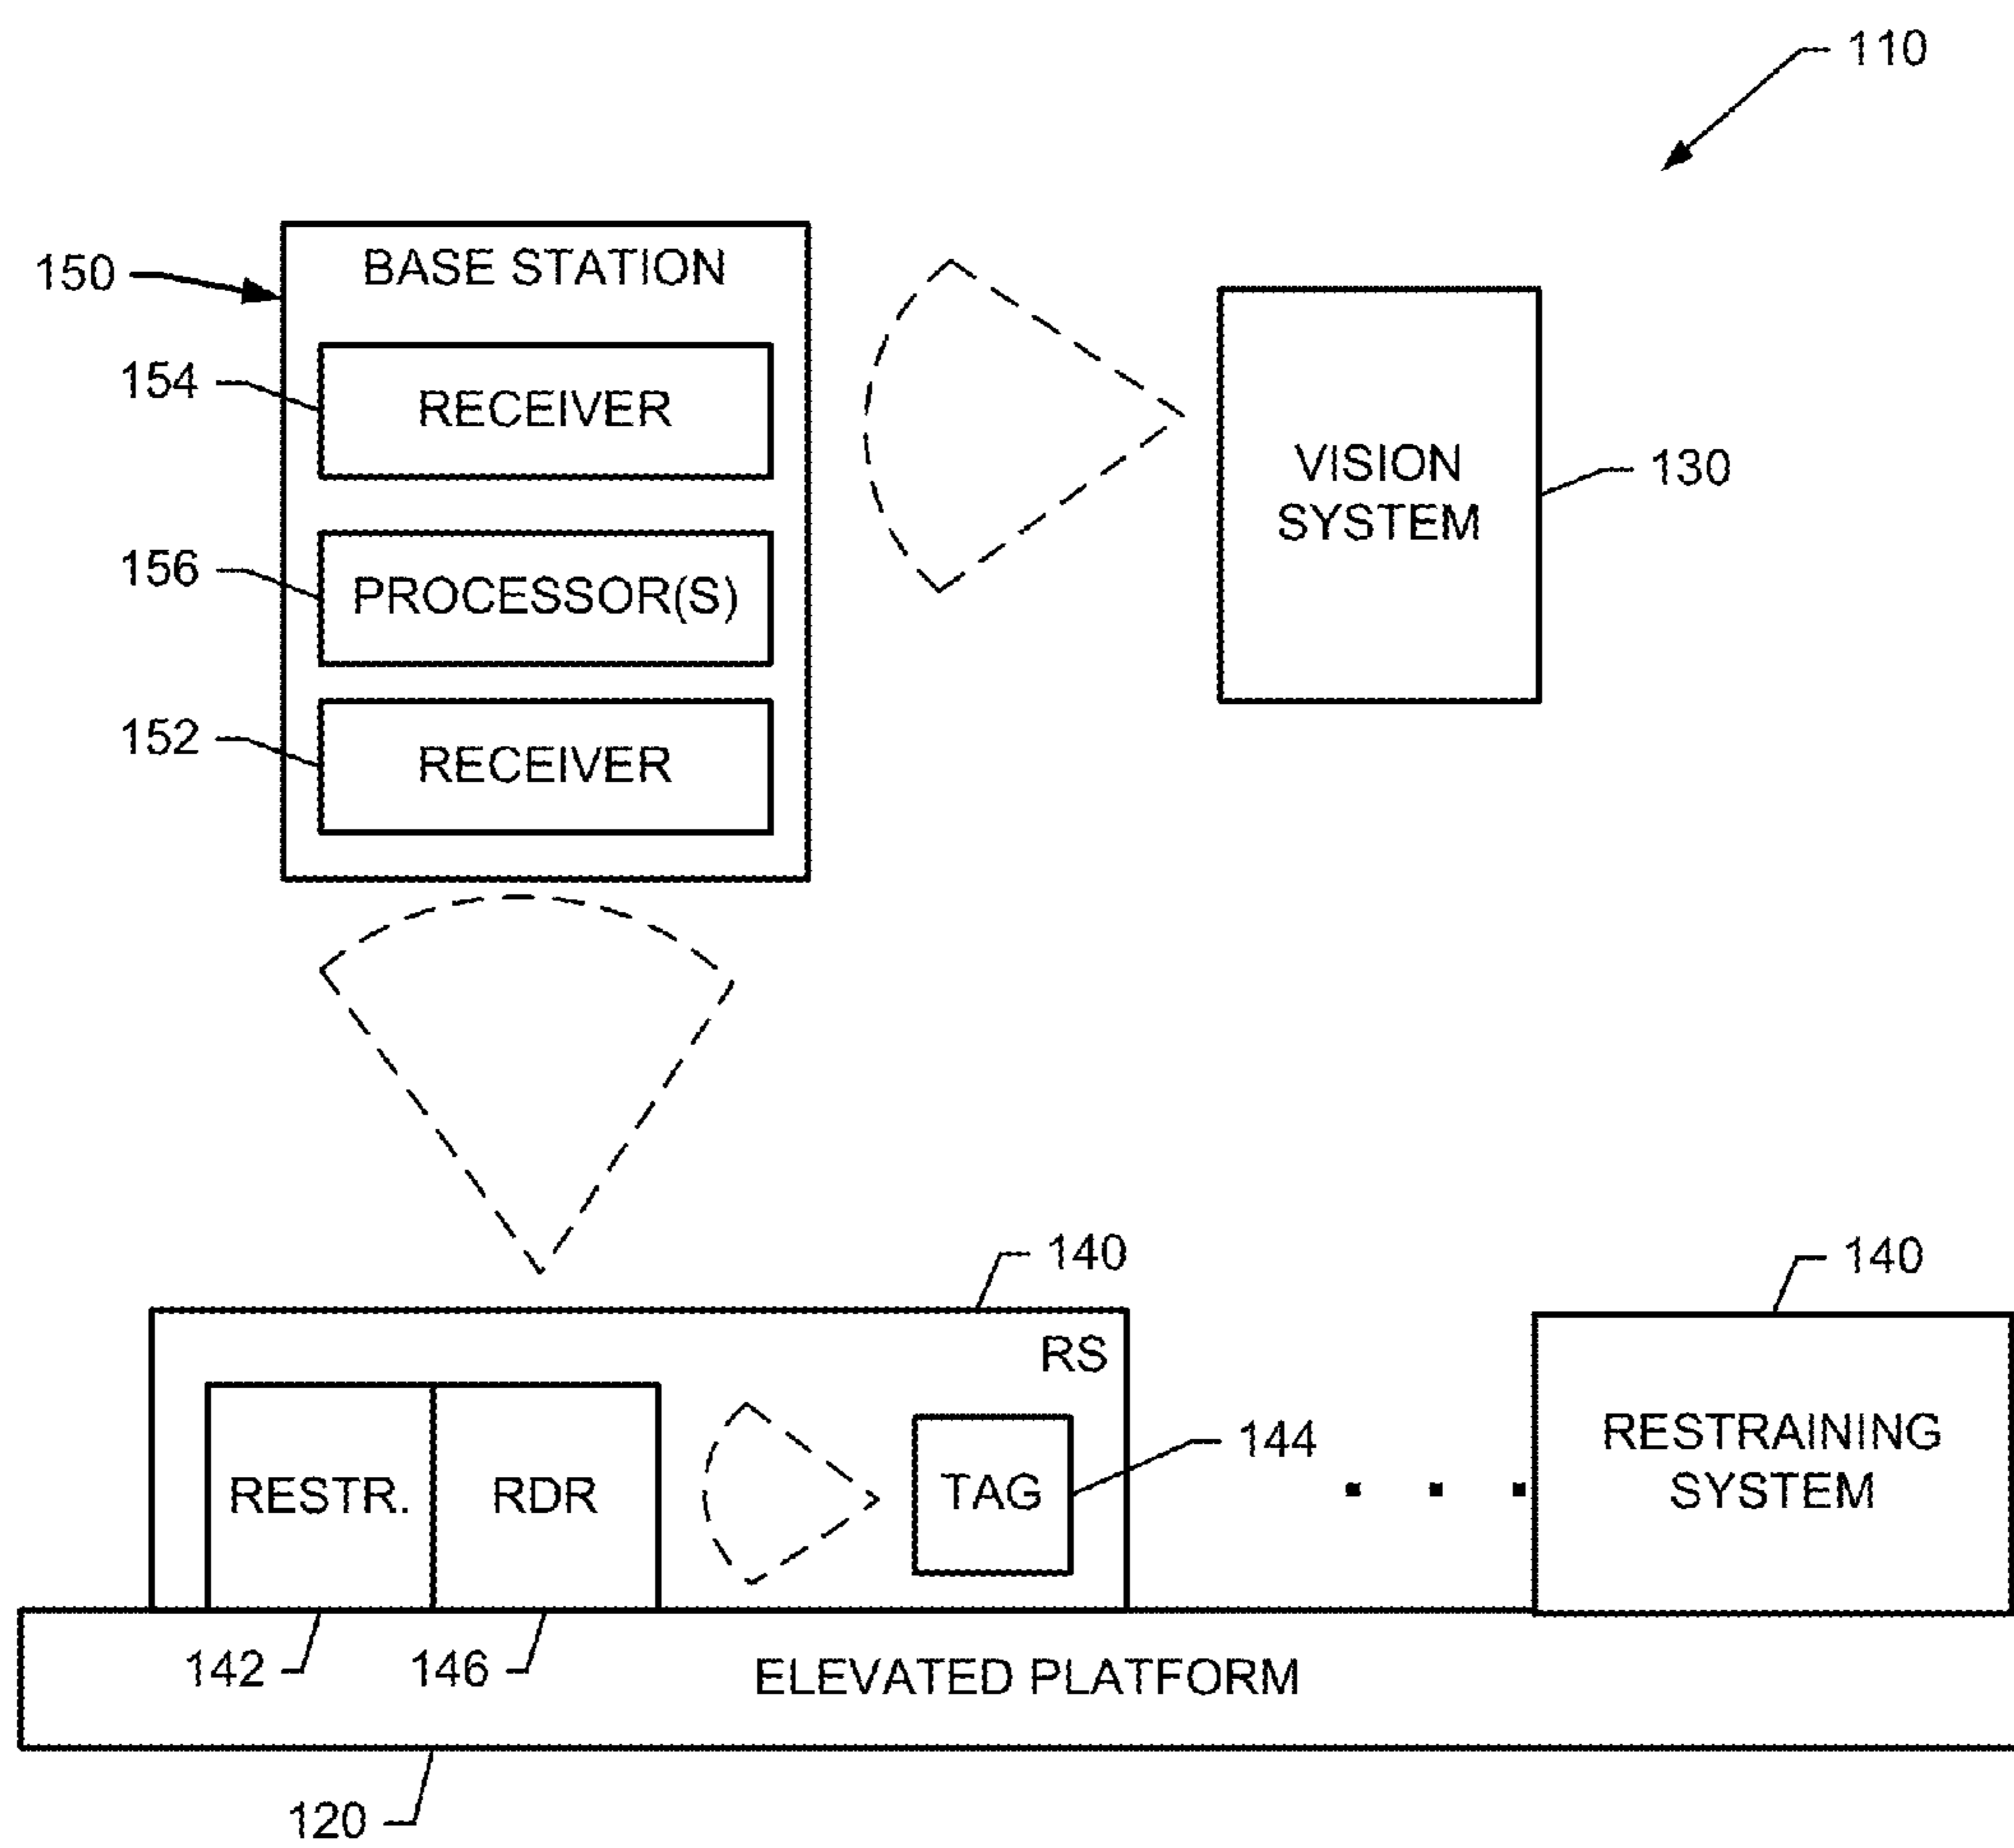 110
150
BASE STATION
154
RECEIVER
156
PROCESSOR(S)
152
RECEIVER
VISION
SYSTEM
130
140
140
RS
RESTR.
RDR
TAG
144
RESTRAINING
SYSTEM
142
146
ELEVATED PLATFORM
120